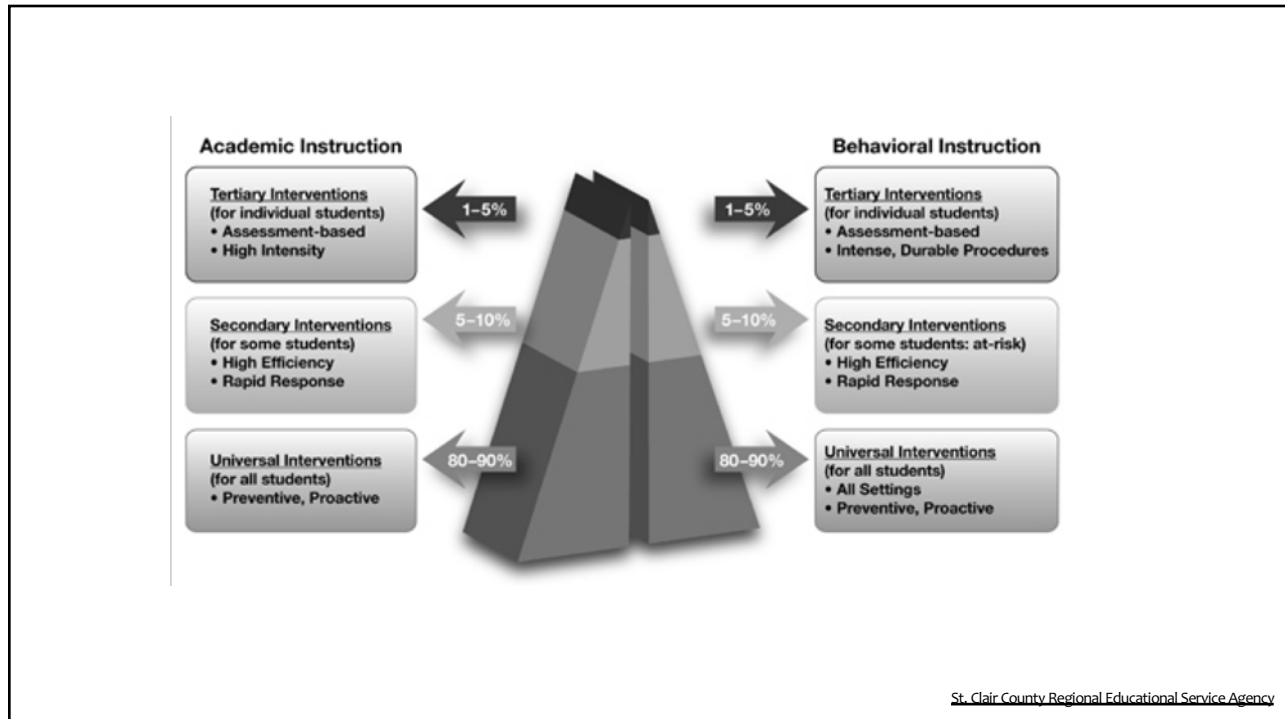 Academic Instruction
Tertiary Interventions
(for individual students)
• Assessment-based
• High Intensity
1–5%
Secondary Interventions
(for some students)
• High Efficiency
• Rapid Response
5–10%
Universal Interventions
(for all students)
• Preventive, Proactive
80–90%
Behavioral Instruction
1–5%
Tertiary Interventions
(for individual students)
• Assessment-based
• Intense, Durable Procedures
5–10%
Secondary Interventions
(for some students: at-risk)
• High Efficiency
• Rapid Response
80–90%
Universal Interventions
(for all students)
• All Settings
• Preventive, Proactive
St. Clair County Regional Educational Service Agency